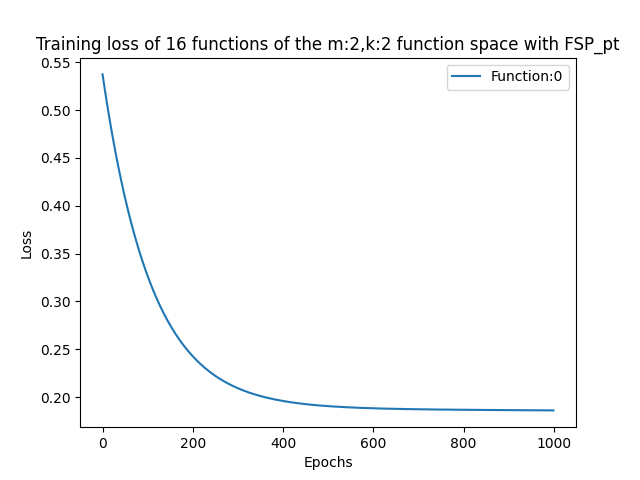 Training loss of 16 functions of the m:2,k:2 function space with FSP_pt
Function:0
Loss
0.55
0.50
0.45
0.40
0.35
0.30
0.25
0.20
0 200 400 600 800 1000
Epochs